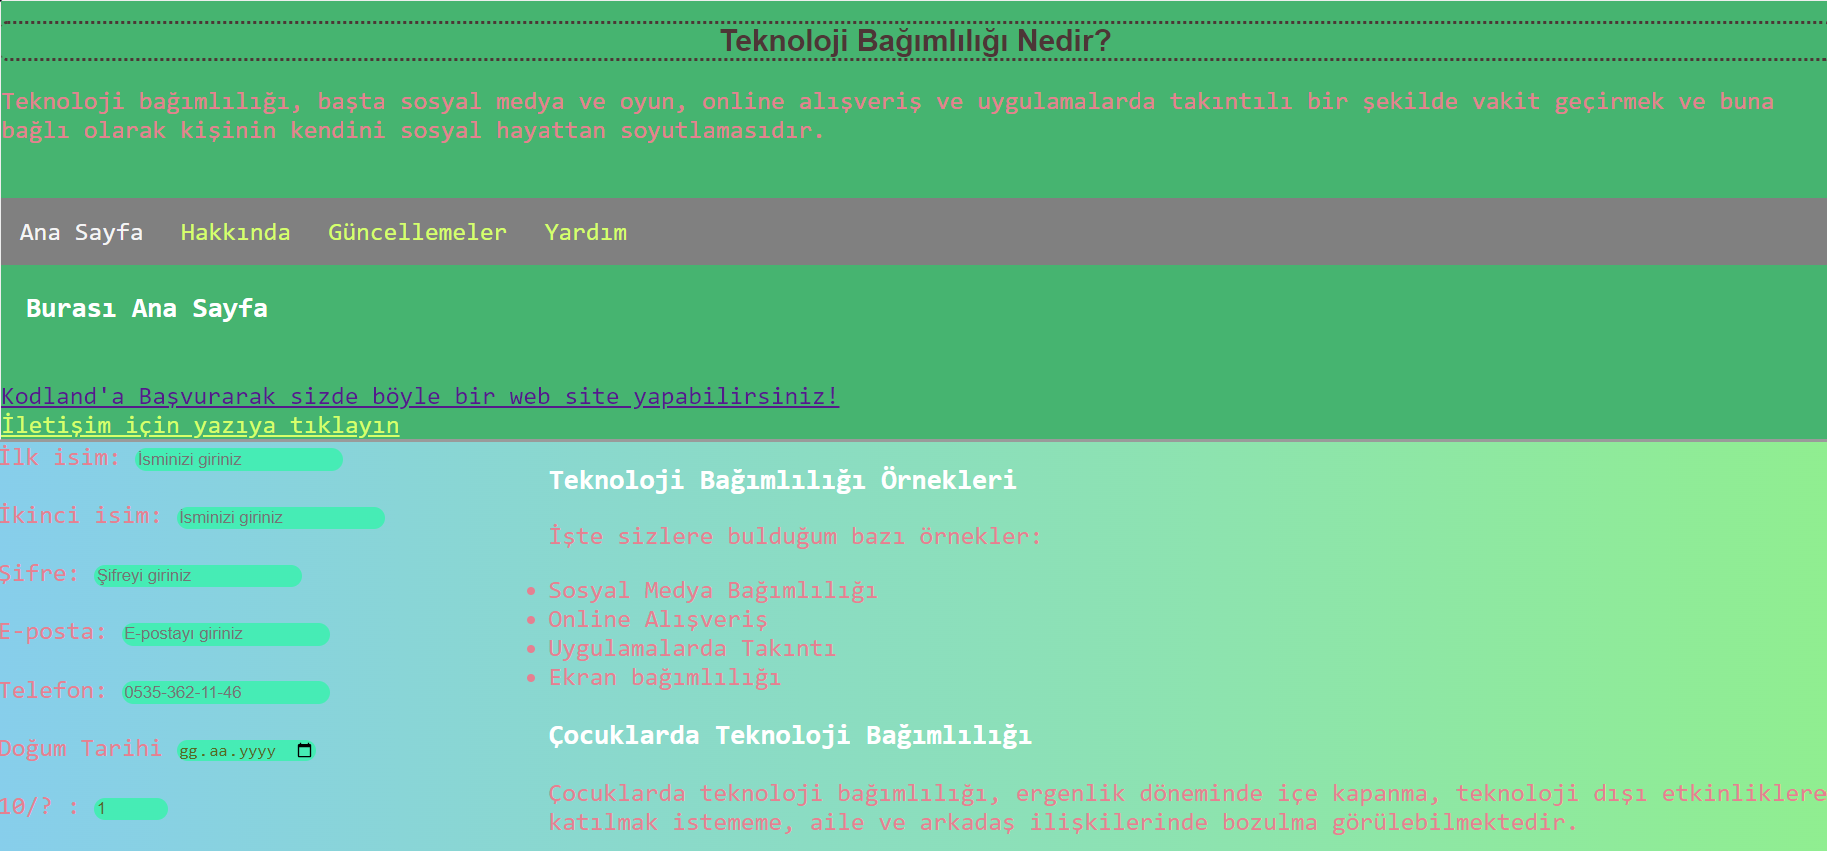 Teknoloji Bağımlılığı Nedir?
Teknoloji bağımlılığı, başta sosyal medya ve oyun, online alışveriş ve uygulamalarda takıntılı bir şekilde vakit geçirmek ve buna
bağlı olarak kişinin kendini sosyal hayattan soyutlamasıdır.
Ana Sayfa Hakkında Güncellemeler Yardım
Burası Ana Sayfa
Kodland'a Başvurarak sizde böyle bir web site yapabilirsiniz!
İletişim için yazıya tıklayın
İlk isim: İsminizi giriniz
İkinci isim: İsminizi giriniz
Şifre: Şifreyi giriniz
E-posta: E-postayı giriniz
Telefon: 0535-362-11-46
Doğum Tarihi gg.aa.yyyy
10/? : 1
Teknoloji Bağımlılığı Örnekleri
İşte sizlere bulduğum bazı örnekler:
Sosyal Medya Bağımlılığı
Online Alışveriş
Uygulamalarda Takıntı
Ekran bağımlılığı
Çocuklarda Teknoloji Bağımlılığı
Çocuklarda teknoloji bağımlılığı, ergenlik döneminde içe kapanma, teknoloji dışı etkinliklere
katılmak istememe, aile ve arkadaş ilişkilerinde bozulma görülebilmektedir.